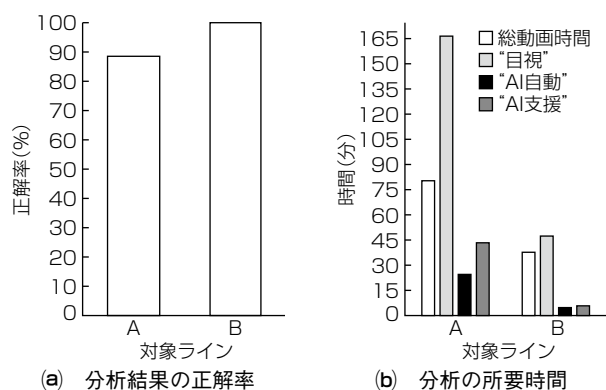 100
90
80
70
60
50
40
30
20
10
0
正解率(%)
A
B
対象ライン
(a) 分析結果の正解率
165
150
135
120
105
90
75
60
45
30
15
0
時間(分)
総動画時間
“目視”
“AI自動”
“AI支援”
A
B
対象ライン
(b) 分析の所要時間